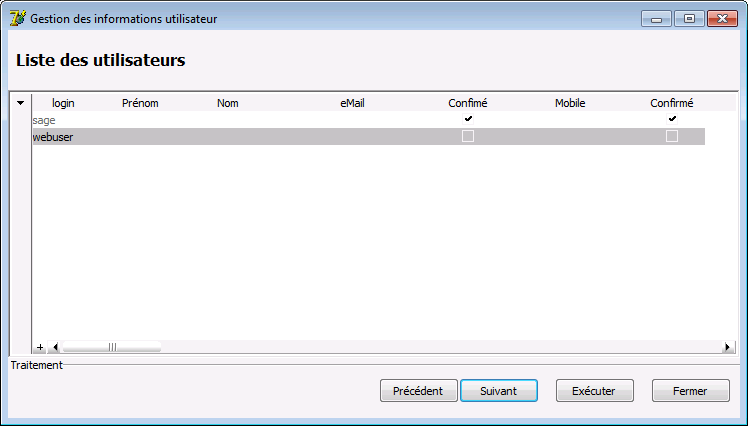 Gestion des informations utilisateur
Liste des utilisateurs
login Prénom Nom eMail Confimé Mobile Confirmé
sage
webuser
Traitement
Précédent Suivant Exécuter Fermer